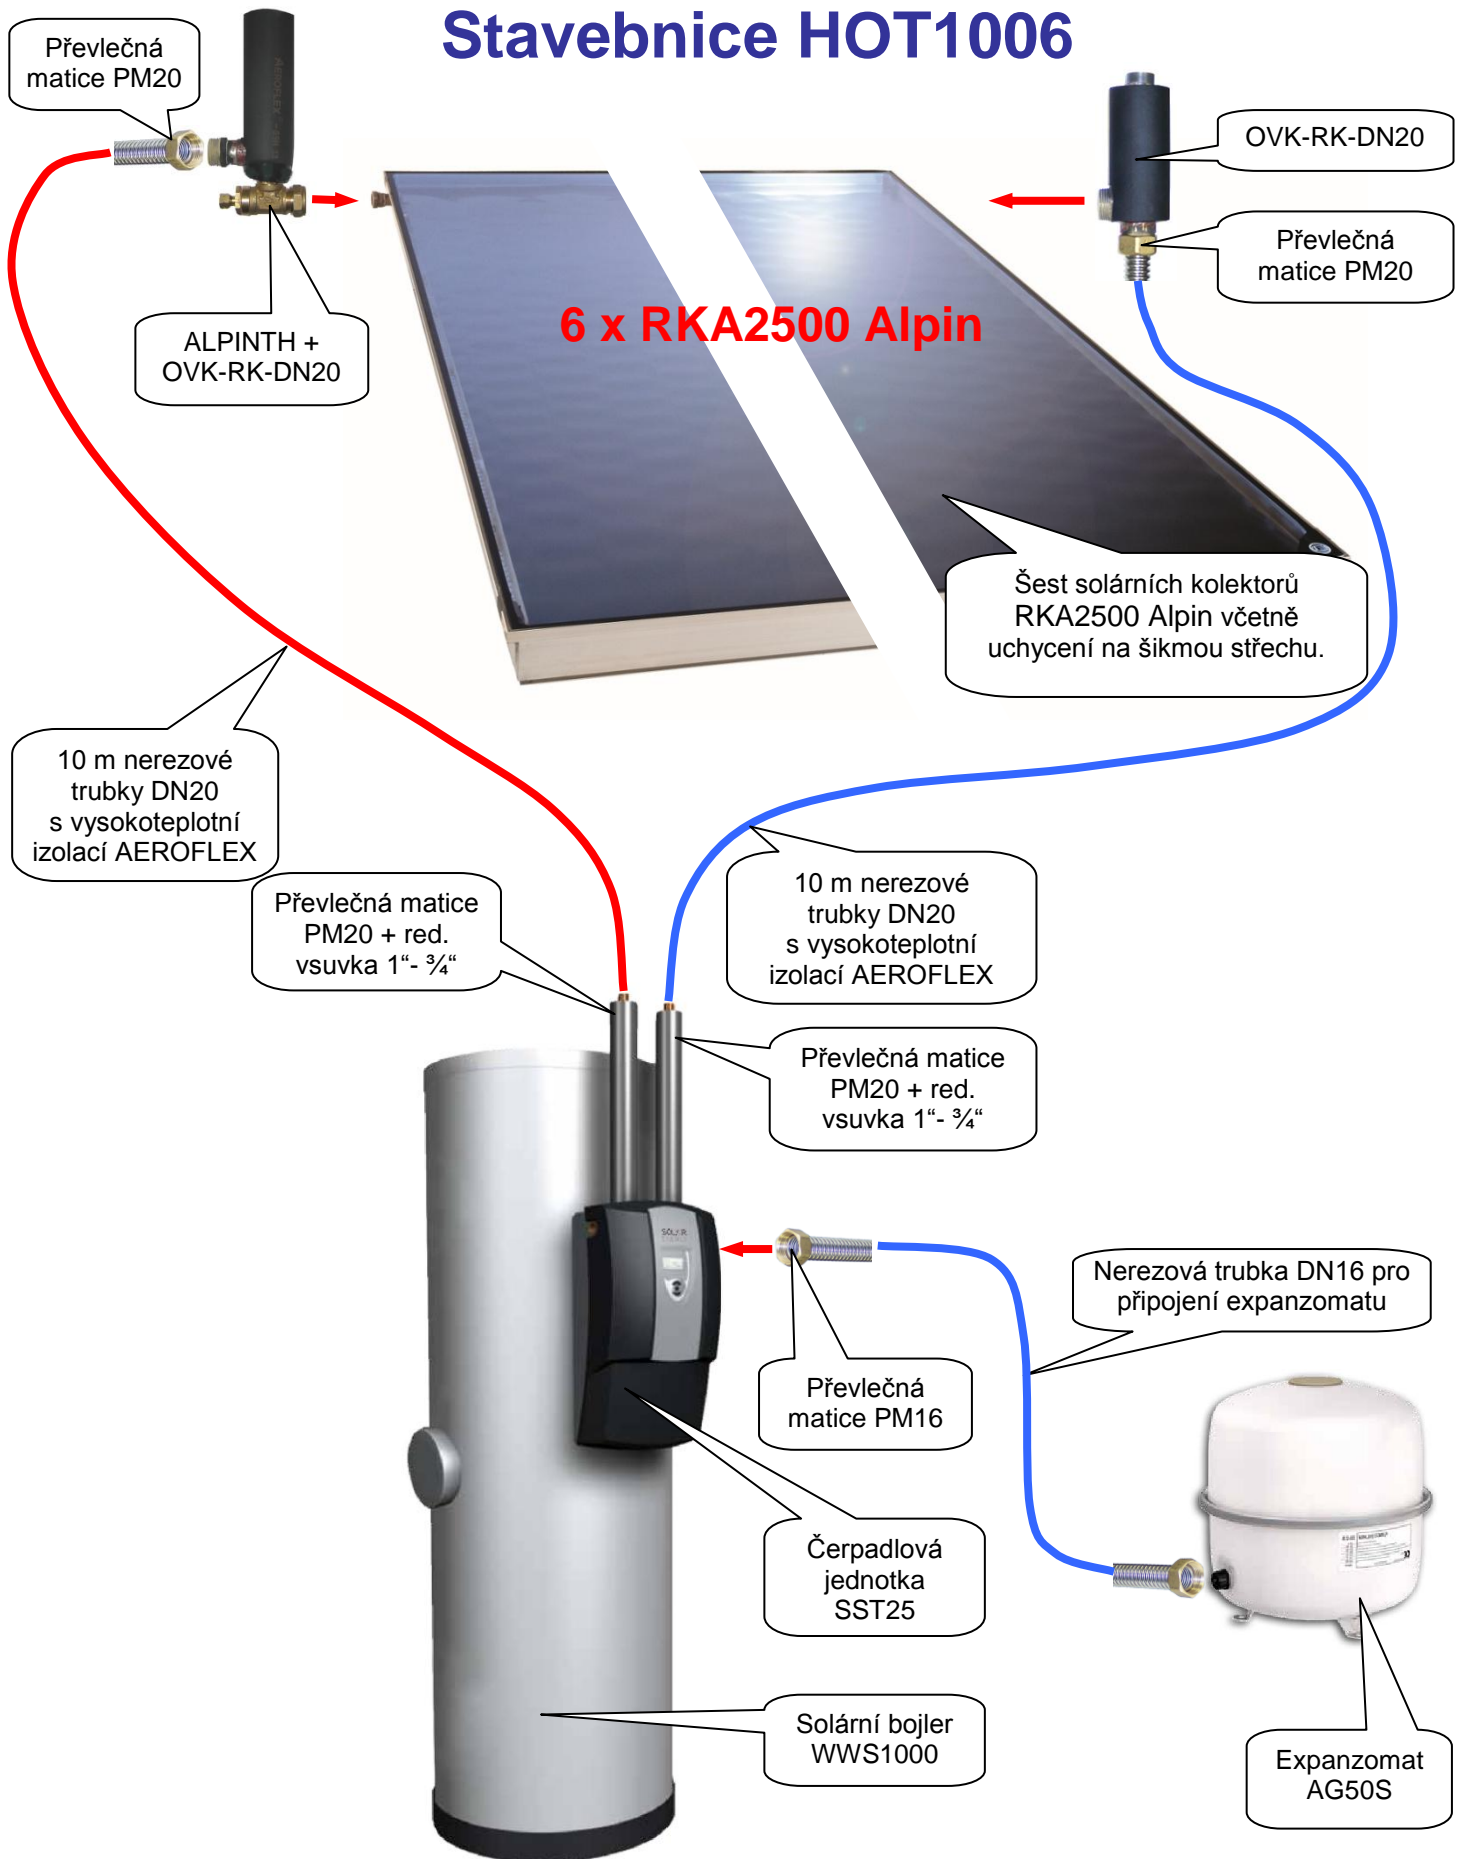 Stavebnice HOT1006
Převlečná
matice PM20
OVK-RK-DN20
Převlečná
matice PM20
ALPINTH +
OVK-RK-DN20
6 x RKA2500 Alpin
Šest solárních kolektorů
RKA2500 Alpin včetně
uchycení na šikmou střechu.
10 m nerezové
trubky DN20
s vysokoteplotní
izolací AEROFLEX
Převlečná matice
PM20 + red.
vsuvka 1“- ¾“
10 m nerezové
trubky DN20
s vysokoteplotní
izolací AEROFLEX
Převlečná matice
PM20 + red.
vsuvka 1“- ¾“
SOLAR
Nerezová trubka DN16 pro
připojení expanzomatu
Převlečná
matice PM16
Čerpadlová
jednotka
SST25
Solární bojler
WWS1000
Expanzomat
AG50S